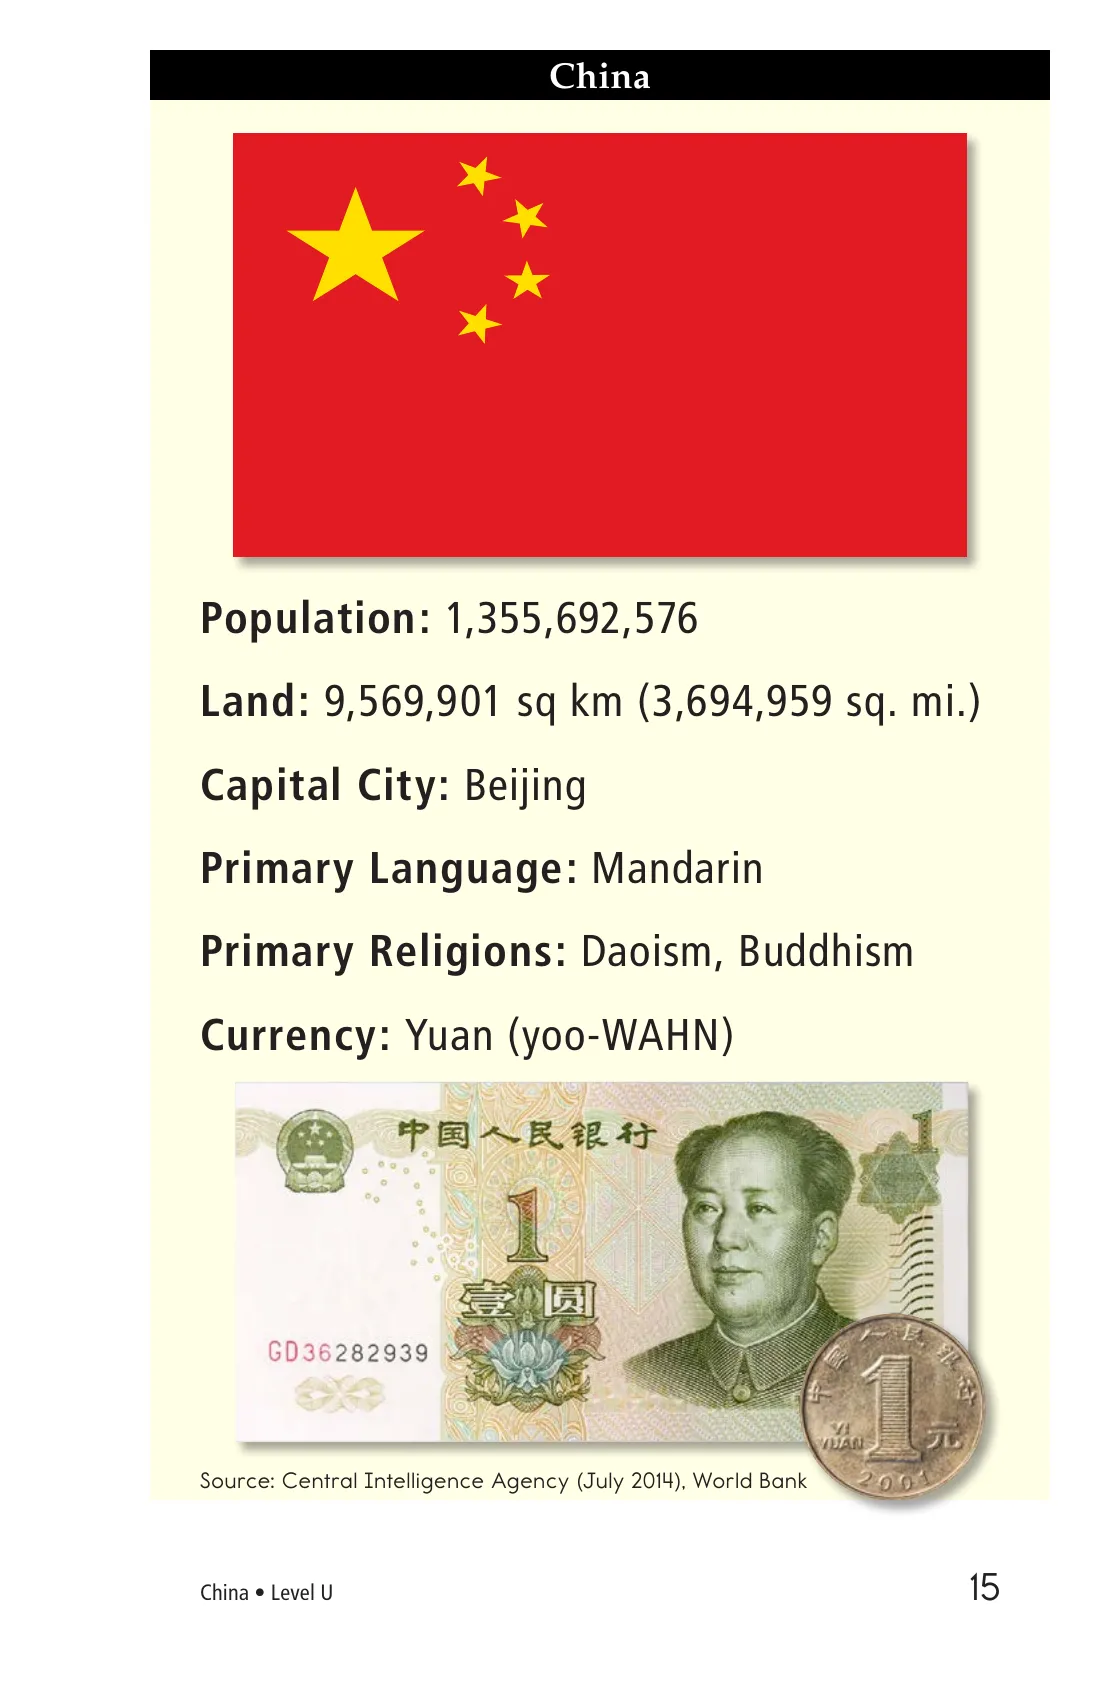 China
Population: 1,355,692,576
Land: 9,569,901 sq km (3,694,959 sq. mi.)
Capital City: Beijing
Primary Language: Mandarin
Primary Religions: Daoism, Buddhism
Currency: Yuan (yoo-WAHN)
中国人民银行
1
1
壹圆
GD36282939
中国人民银行
1
YI
YUAN
元
2001
Source: Central Intelligence Agency (July 2014), World Bank
China • Level U
15